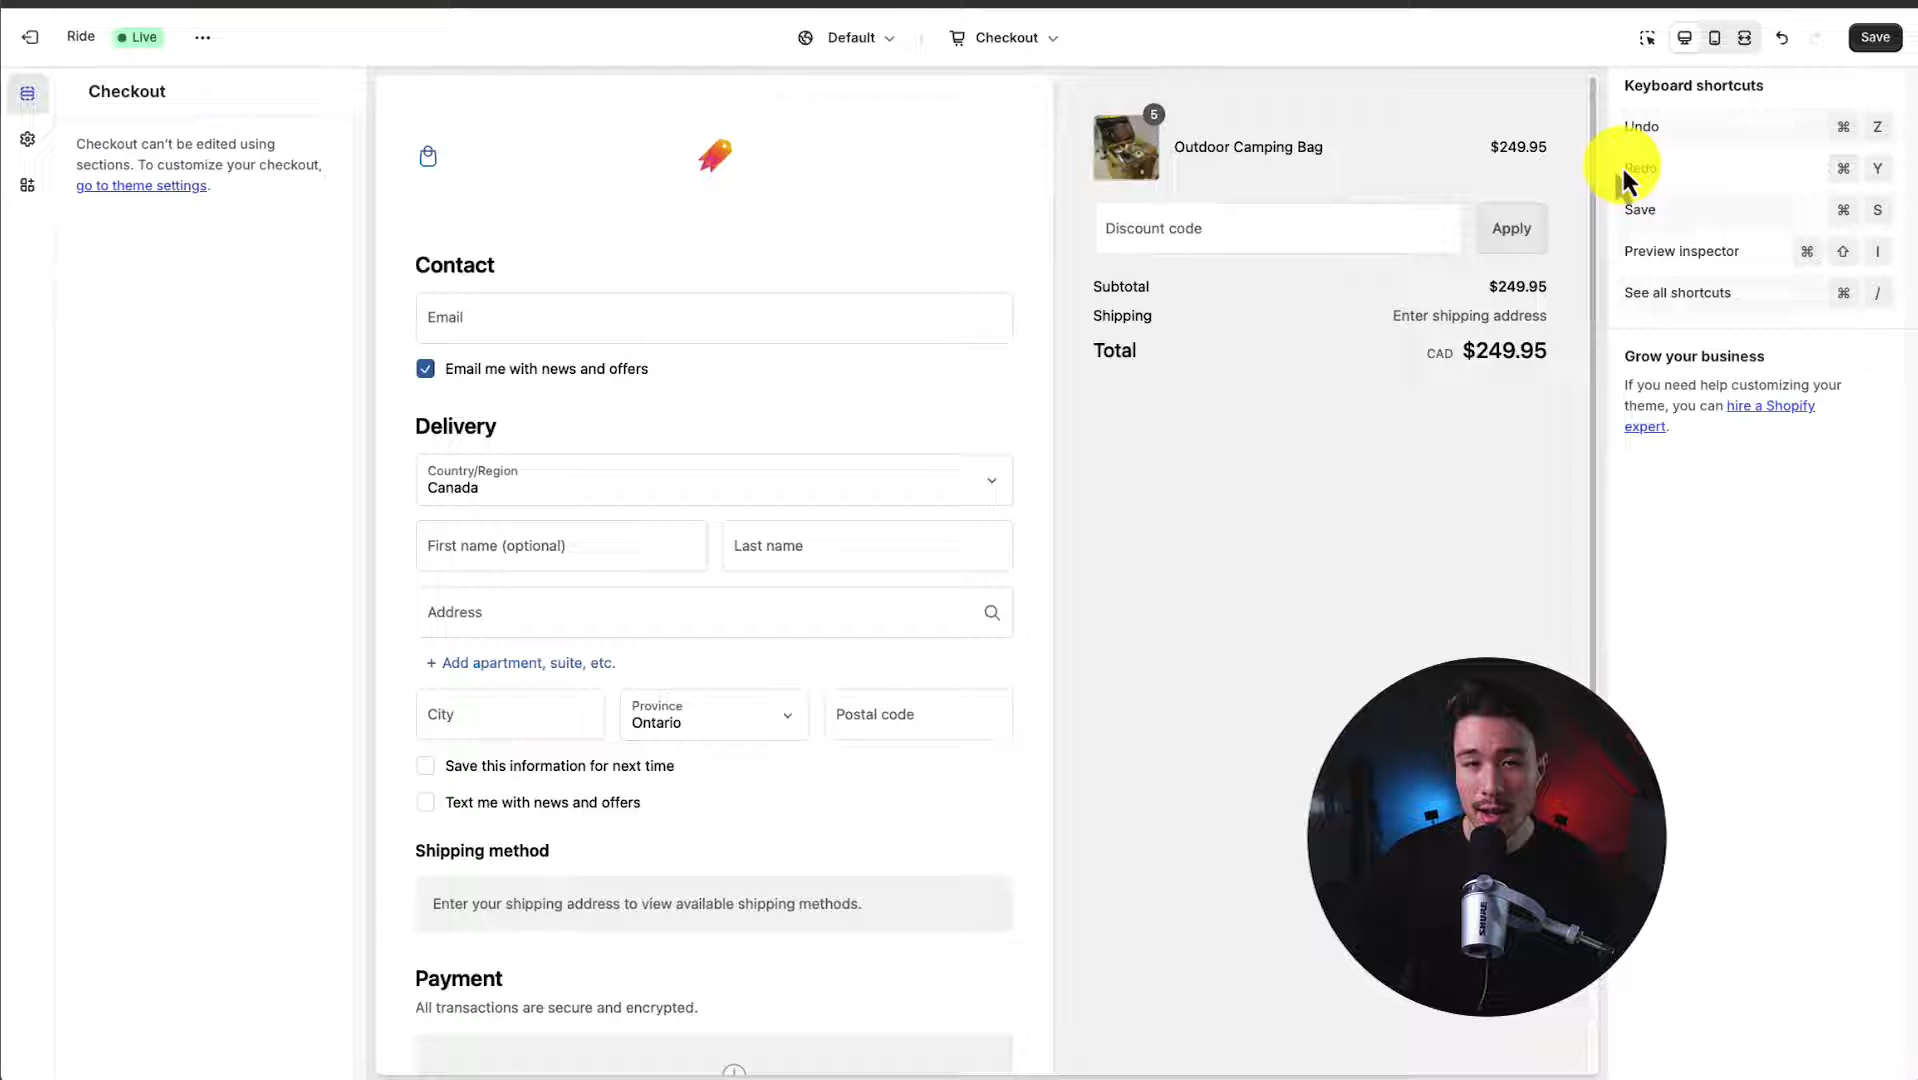 Ride
Live
Default
Checkout
Save
Checkout
Checkout can't be edited using
sections. To customize your checkout,
go to theme settings.
Contact
Email
Email me with news and offers
Delivery
Country/Region
Canada
First name (optional)
Last name
Address
+ Add apartment, suite, etc.
City
Province
Ontario
Postal code
Save this information for next time
Text me with news and offers
Shipping method
Enter your shipping address to view available shipping methods.
Payment
All transactions are secure and encrypted.
5
Outdoor Camping Bag
$249.95
Discount code
Apply
Subtotal
$249.95
Shipping
Enter shipping address
Total
CAD $249.95
Keyboard shortcuts
Undo ⌘ Z
Redo ⌘ Y
Save ⌘ S
Preview inspector ⌘ ⇧ I
See all shortcuts ⌘ /
Grow your business
If you need help customizing your
theme, you can hire a Shopify
expert.
SHURE